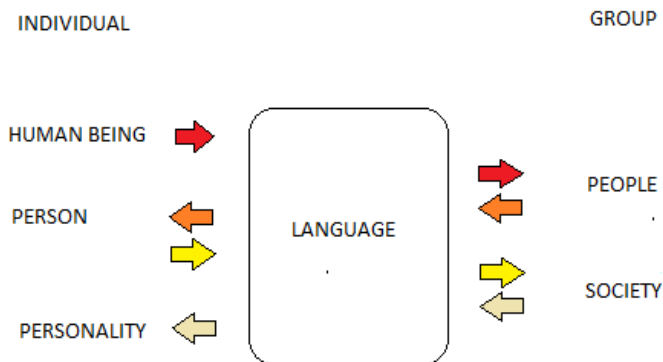 INDIVIDUAL
GROUP
HUMAN BEING
PEOPLE
PERSON
LANGUAGE
SOCIETY
PERSONALITY